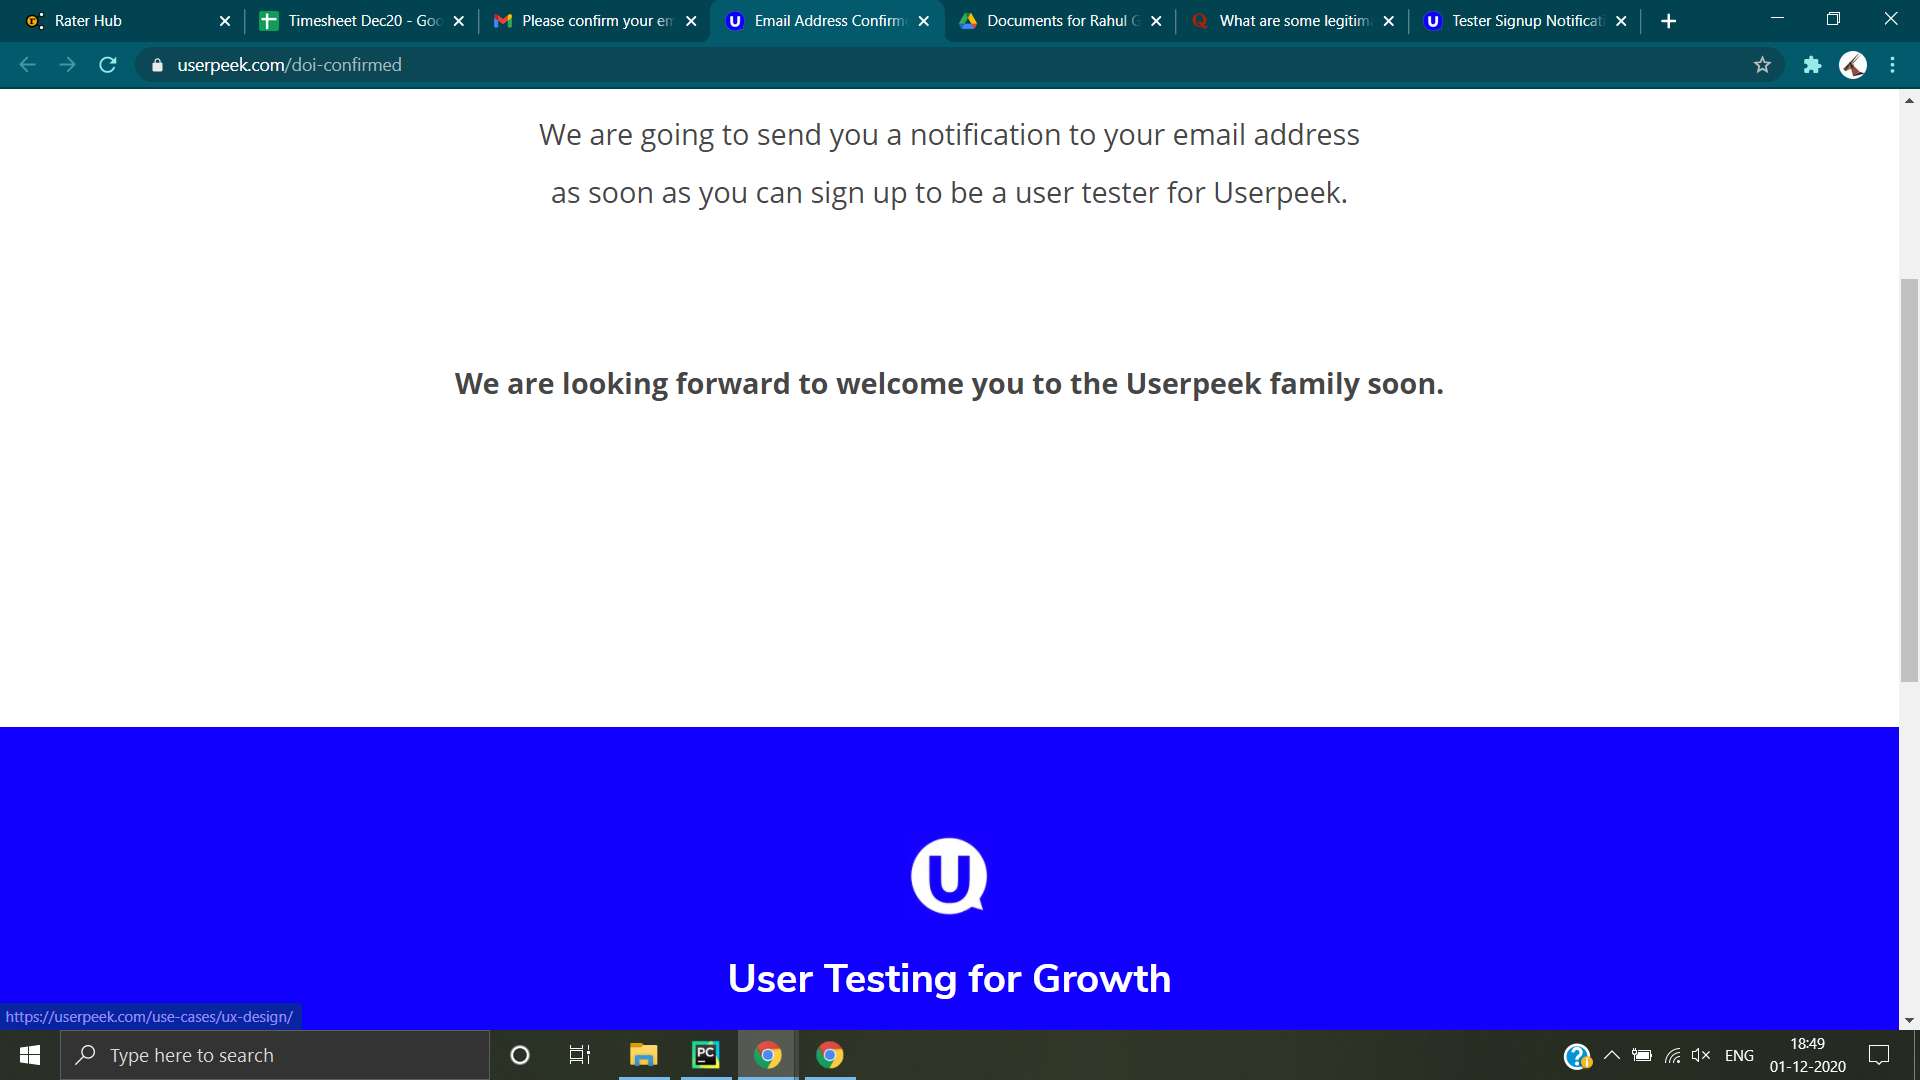 Rater Hub
Timesheet Dec20 - Goo
Please confirm your em
Email Address Confirme
Documents for Rahul G
What are some legitim
Tester Signup Notificati
userpeek.com/doi-confirmed
We are going to send you a notification to your email address
as soon as you can sign up to be a user tester for Userpeek.
We are looking forward to welcome you to the Userpeek family soon.
U
User Testing for Growth
https://userpeek.com/use-cases/ux-design/
Type here to search
PC
ENG
18:49
01-12-2020